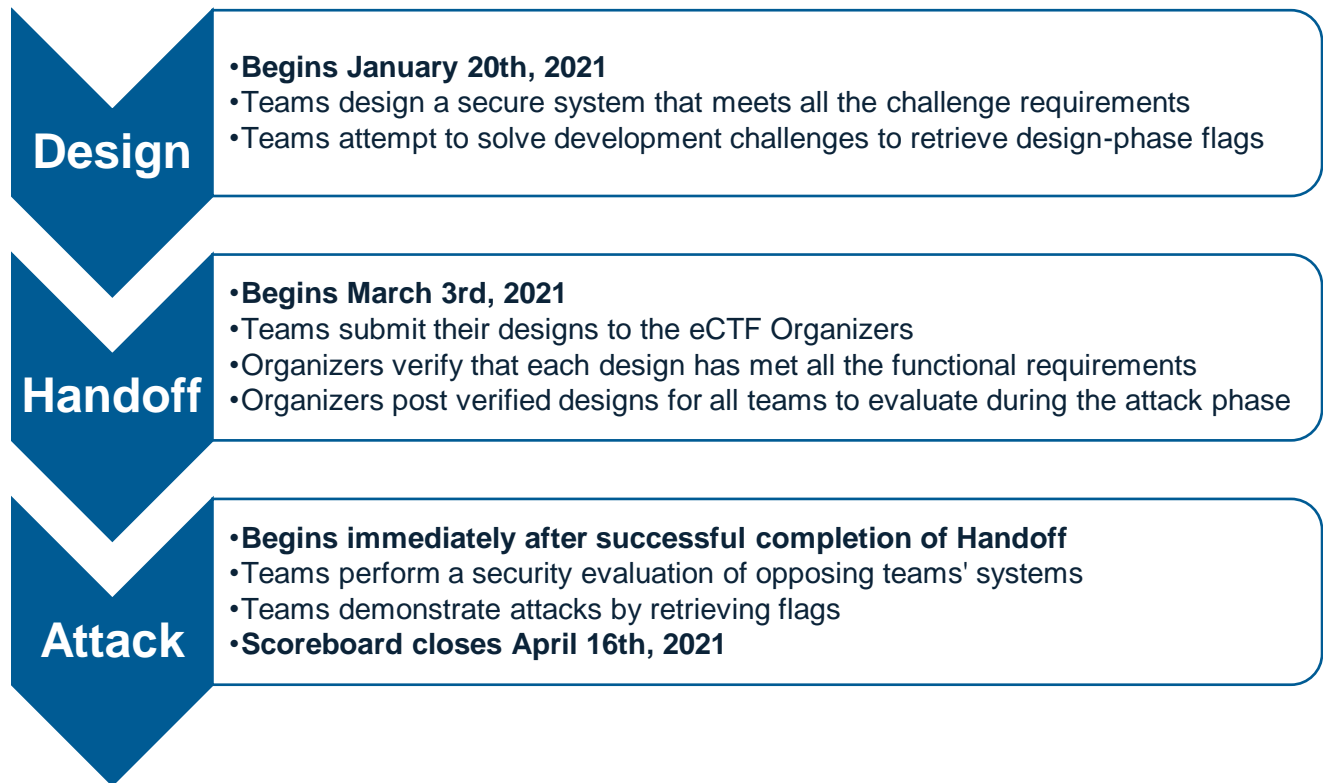 Design
•Begins January 20th, 2021
•Teams design a secure system that meets all the challenge requirements
•Teams attempt to solve development challenges to retrieve design-phase flags
Handoff
•Begins March 3rd, 2021
•Teams submit their designs to the eCTF Organizers
•Organizers verify that each design has met all the functional requirements
•Organizers post verified designs for all teams to evaluate during the attack phase
Attack
•Begins immediately after successful completion of Handoff
•Teams perform a security evaluation of opposing teams' systems
•Teams demonstrate attacks by retrieving flags
•Scoreboard closes April 16th, 2021